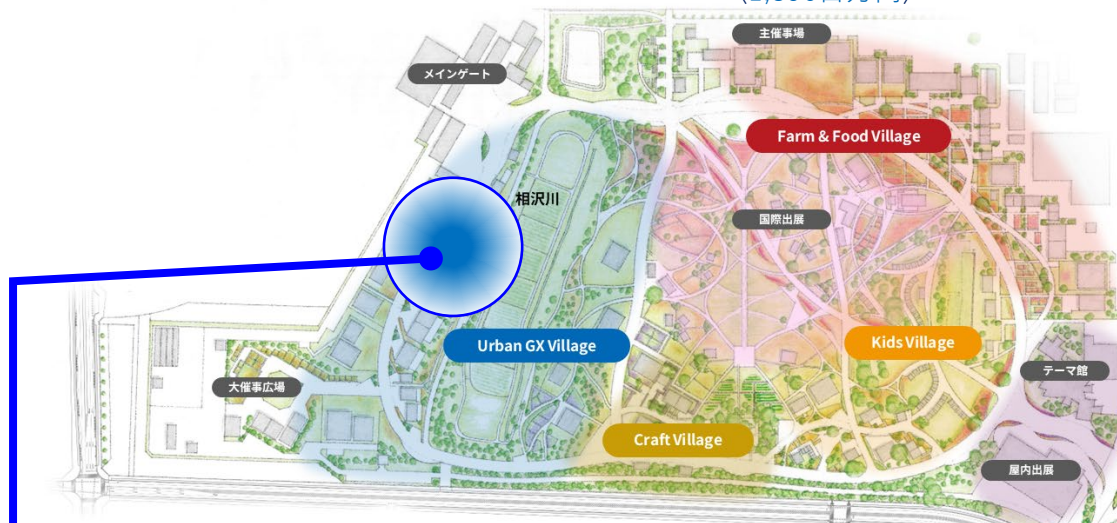 主催事場
メインゲート
Farm & Food Village
相沢川
国際出展
Urban GX Village
Kids Village
テーマ館
大催事広場
Craft Village
屋内出展